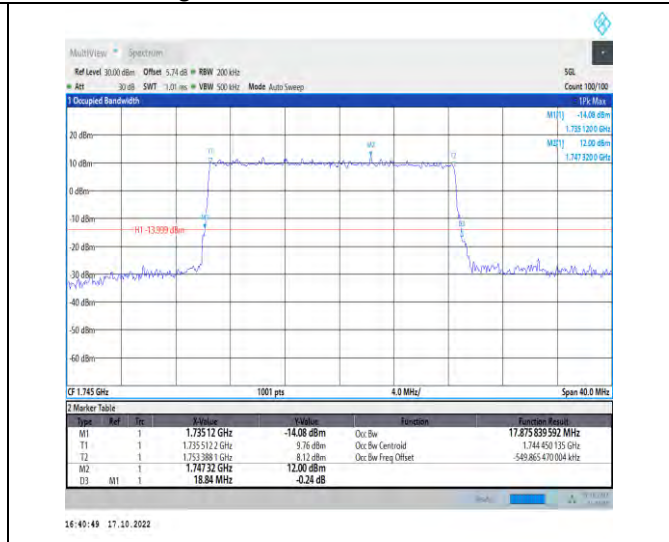 MultiView Spectrum
Ref Level 30.00 dBm Offset 5.74 dB RBW 200 kHz SGL
Att 30 dB SWT 1.01 ms VBW 500 kHz Mode Auto Sweep Count 100/100
1 Occupied Bandwidth 1Pk Max
M1[1] -14.08 dBm
1.735 120 0 GHz
M2[1] 12.00 dBm
1.747 320 0 GHz
20 dBm
M2
T1 T2
10 dBm
0 dBm
-10 dBm
M1 D3
H1 -13.999 dBm
-20 dBm
-30 dBm
-40 dBm
-50 dBm
-60 dBm
CF 1.745 GHz 1001 pts 4.0 MHz/ Span 40.0 MHz
2 Marker Table
Type Ref Trc X-Value Y-Value Function Function Result
M1 1 1.735 12 GHz -14.08 dBm Occ Bw 17.875 839 592 MHz
T1 1 1.735 512 2 GHz 9.76 dBm Occ Bw Centroid 1.744 450 135 GHz
T2 1 1.753 388 1 GHz 8.12 dBm Occ Bw Freq Offset -549.865 470 004 kHz
M2 1 1.747 32 GHz 12.00 dBm
D3 M1 1 18.84 MHz -0.24 dB
16:40:49 17.10.2022